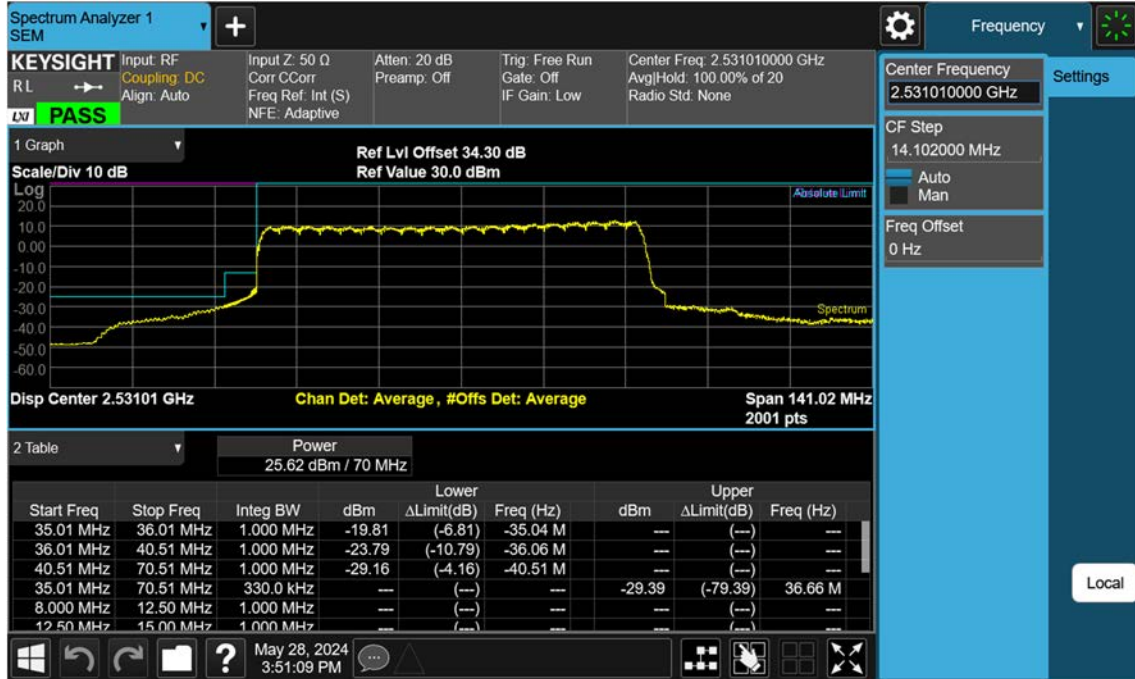 Spectrum Analyzer 1
SEM
Frequency
KEYSIGHT
R L
LXI PASS
Input: RF
Coupling: DC
Align: Auto
Input Z: 50 Ω
Corr CCorr
Freq Ref: Int (S)
NFE: Adaptive
Atten: 20 dB
Preamp: Off
Trig: Free Run
Gate: Off
IF Gain: Low
Center Freq: 2.531010000 GHz
Avg|Hold: 100.00% of 20
Radio Std: None
Center Frequency
2.531010000 GHz
Settings
CF Step
14.102000 MHz
Auto
Man
Freq Offset
0 Hz
Local
1 Graph
Scale/Div 10 dB
Ref Lvl Offset 34.30 dB
Ref Value 30.0 dBm
Log
20.0
10.0
0.00
-10.0
-20.0
-30.0
-40.0
-50.0
-60.0
Limit
Spectrum
Disp Center 2.53101 GHz
Chan Det: Average, #Offs Det: Average
Span 141.02 MHz
2001 pts
2 Table
Power
25.62 dBm / 70 MHz
Lower Upper
Start Freq Stop Freq Integ BW dBm ΔLimit(dB) Freq (Hz) dBm ΔLimit(dB) Freq (Hz)
35.01 MHz 36.01 MHz 1.000 MHz -19.81 (-6.81) -35.04 M --- (---) ---
36.01 MHz 40.51 MHz 1.000 MHz -23.79 (-10.79) -36.06 M --- (---) ---
40.51 MHz 70.51 MHz 1.000 MHz -29.16 (-4.16) -40.51 M --- (---) ---
35.01 MHz 70.51 MHz 330.0 kHz --- (---) --- -29.39 (-79.39) 36.66 M
8.000 MHz 12.50 MHz 1.000 MHz --- (---) --- --- (---) ---
12.50 MHz 15.00 MHz 1.000 MHz --- (---) --- --- (---) ---
?
May 28, 2024
3:51:09 PM